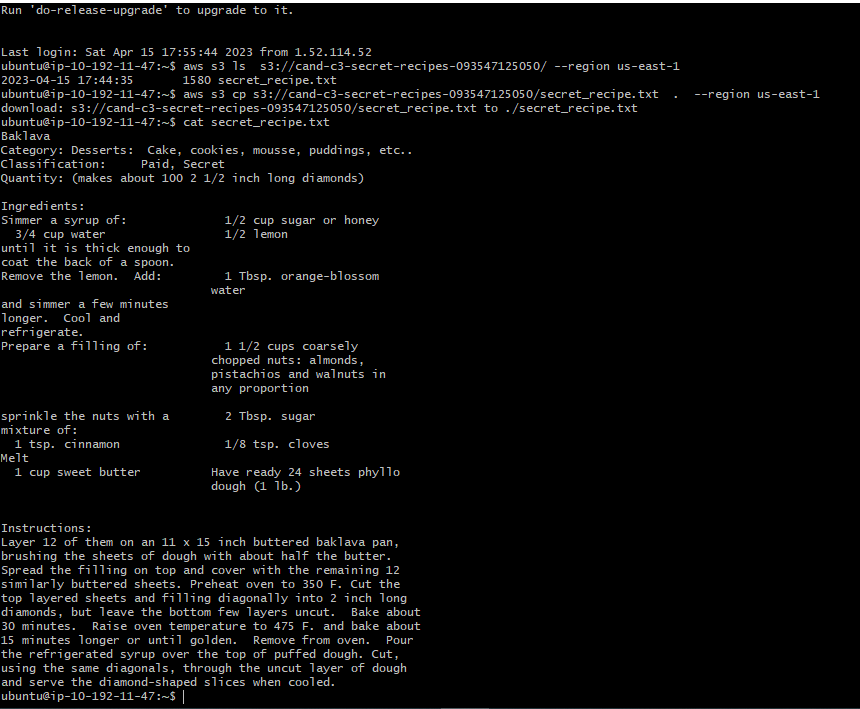 Run 'do-release-upgrade' to upgrade to it.
Last login: Sat Apr 15 17:55:44 2023 from 1.52.114.52
ubuntu@ip-10-192-11-47:~$ aws s3 ls  s3://cand-c3-secret-recipes-093547125050/ --region us-east-1
2023-04-15 17:44:35       1580 secret_recipe.txt
ubuntu@ip-10-192-11-47:~$ aws s3 cp s3://cand-c3-secret-recipes-093547125050/secret_recipe.txt  .  --region us-east-1
download: s3://cand-c3-secret-recipes-093547125050/secret_recipe.txt to ./secret_recipe.txt
ubuntu@ip-10-192-11-47:~$ cat secret_recipe.txt
Baklava
Category: Desserts:  Cake, cookies, mousse, puddings, etc..
Classification:     Paid, Secret
Quantity: (makes about 100 2 1/2 inch long diamonds)
Ingredients:
Simmer a syrup of:              1/2 cup sugar or honey
  3/4 cup water                 1/2 lemon
until it is thick enough to
coat the back of a spoon.
Remove the lemon.  Add:         1 Tbsp. orange-blossom
                              water
and simmer a few minutes
longer.  Cool and
refrigerate.
Prepare a filling of:           1 1/2 cups coarsely
                              chopped nuts: almonds,
                              pistachios and walnuts in
                              any proportion
sprinkle the nuts with a        2 Tbsp. sugar
mixture of:
  1 tsp. cinnamon               1/8 tsp. cloves
Melt
  1 cup sweet butter          Have ready 24 sheets phyllo
                              dough (1 lb.)
Instructions:
Layer 12 of them on an 11 x 15 inch buttered baklava pan,
brushing the sheets of dough with about half the butter.
Spread the filling on top and cover with the remaining 12
similarly buttered sheets. Preheat oven to 350 F. Cut the
top layered sheets and filling diagonally into 2 inch long
diamonds, but leave the bottom few layers uncut.  Bake about
30 minutes.  Raise oven temperature to 475 F. and bake about
15 minutes longer or until golden.  Remove from oven.  Pour
the refrigerated syrup over the top of puffed dough. Cut,
using the same diagonals, through the uncut layer of dough
and serve the diamond-shaped slices when cooled.
ubuntu@ip-10-192-11-47:~$